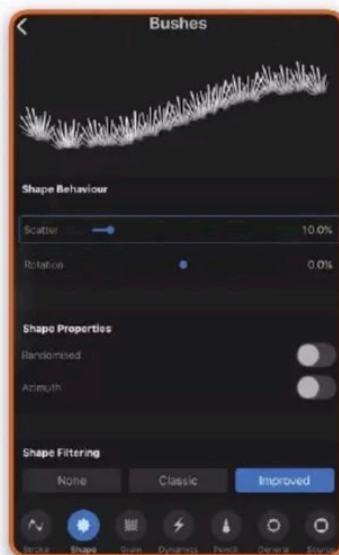 Bushes
Shape Behaviour
Scatter 10.0%
Rotation 0.0%
Shape Properties
Randomised
Azimuth
Shape Filtering
None Classic Improved
Stroke Shape Grain Dynamics Pencil General